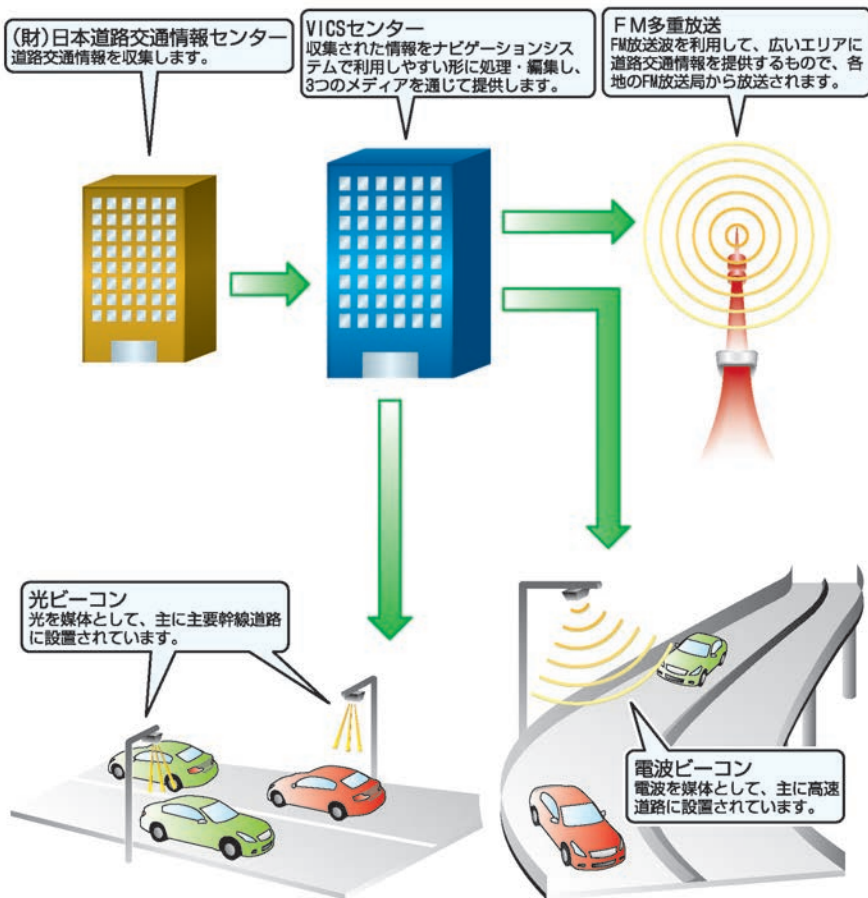 (財)日本道路交通情報センター
道路交通情報を収集します。
VICSセンター
収集された情報をナビゲーションシス
テムで利用しやすい形に処理・編集し、
3つのメディアを通じて提供します。
FM多重放送
FM放送波を利用して、広いエリアに
道路交通情報を提供するもので、各
地のFM放送局から放送されます。
光ビーコン
光を媒体として、主に主要幹線道路
に設置されています。
電波ビーコン
電波を媒体として、主に高速
道路に設置されています。